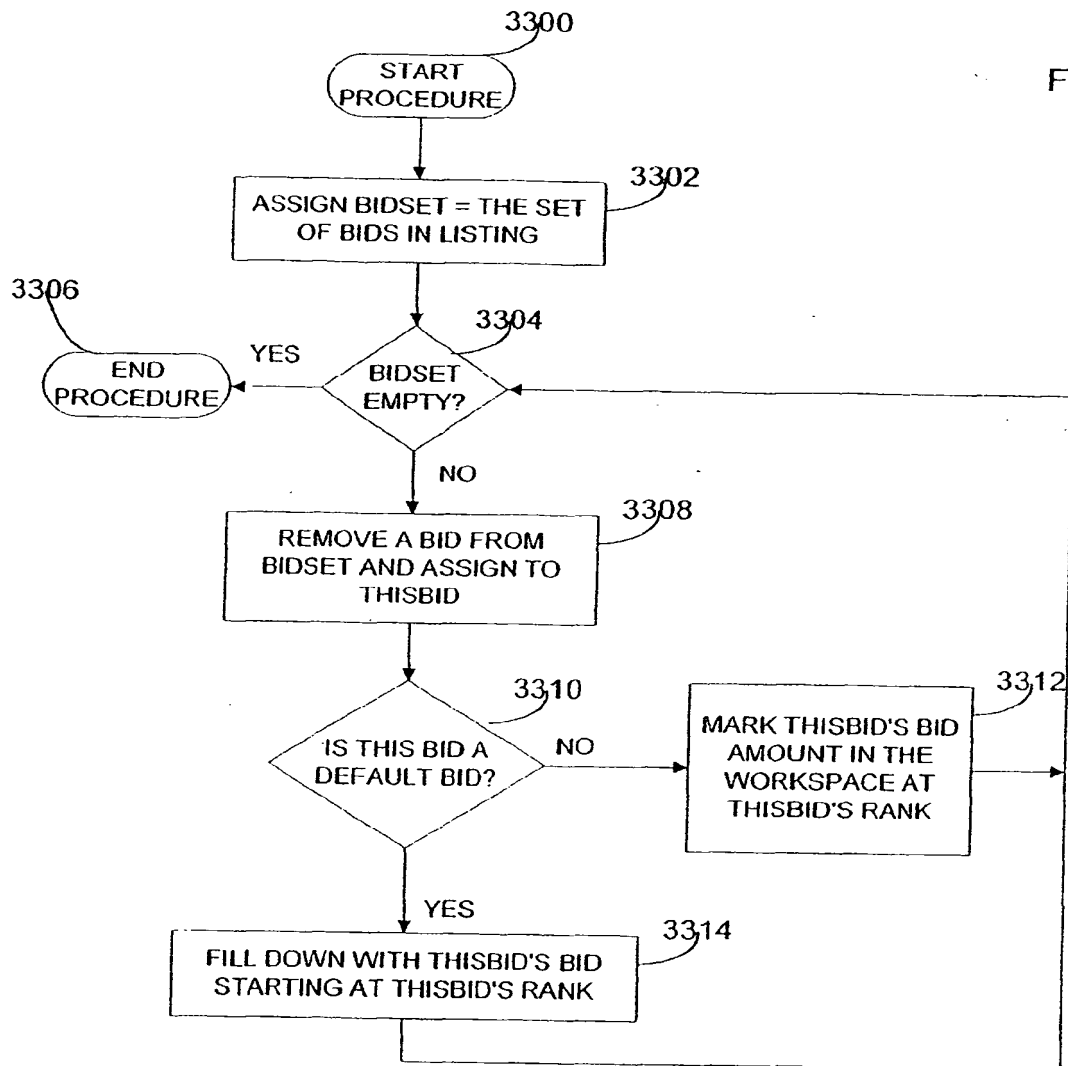 3300
START
PROCEDURE
F
3302
ASSIGN BIDSET = THE SET
OF BIDS IN LISTING
3306
3304
YES
END
PROCEDURE
BIDSET
EMPTY?
NO
3308
REMOVE A BID FROM
BIDSET AND ASSIGN TO
THISBID
3310
3312
IS THIS BID A
DEFAULT BID?
NO
MARK THISBID'S BID
AMOUNT IN THE
WORKSPACE AT
THISBID'S RANK
YES
3314
FILL DOWN WITH THISBID'S BID
STARTING AT THISBID'S RANK